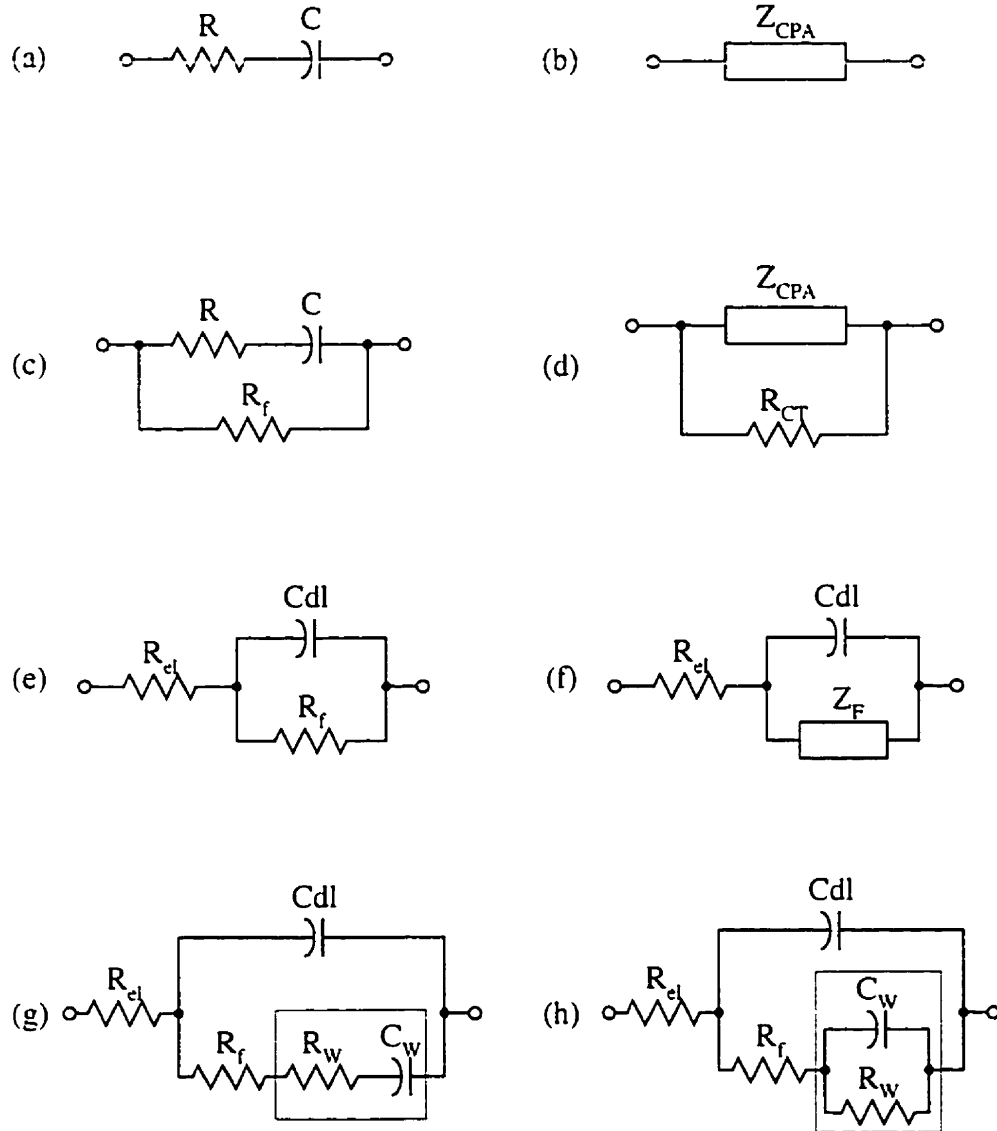 (a) R C
(b) Z_CPA
(c) R C
R_f
(d) Z_CPA
R_CT
(e) R_el Cdl
R_f
(f) R_el Cdl
Z_F
(g) R_el Cdl
R_f R_W C_W
(h) R_el Cdl
R_f C_W
R_W